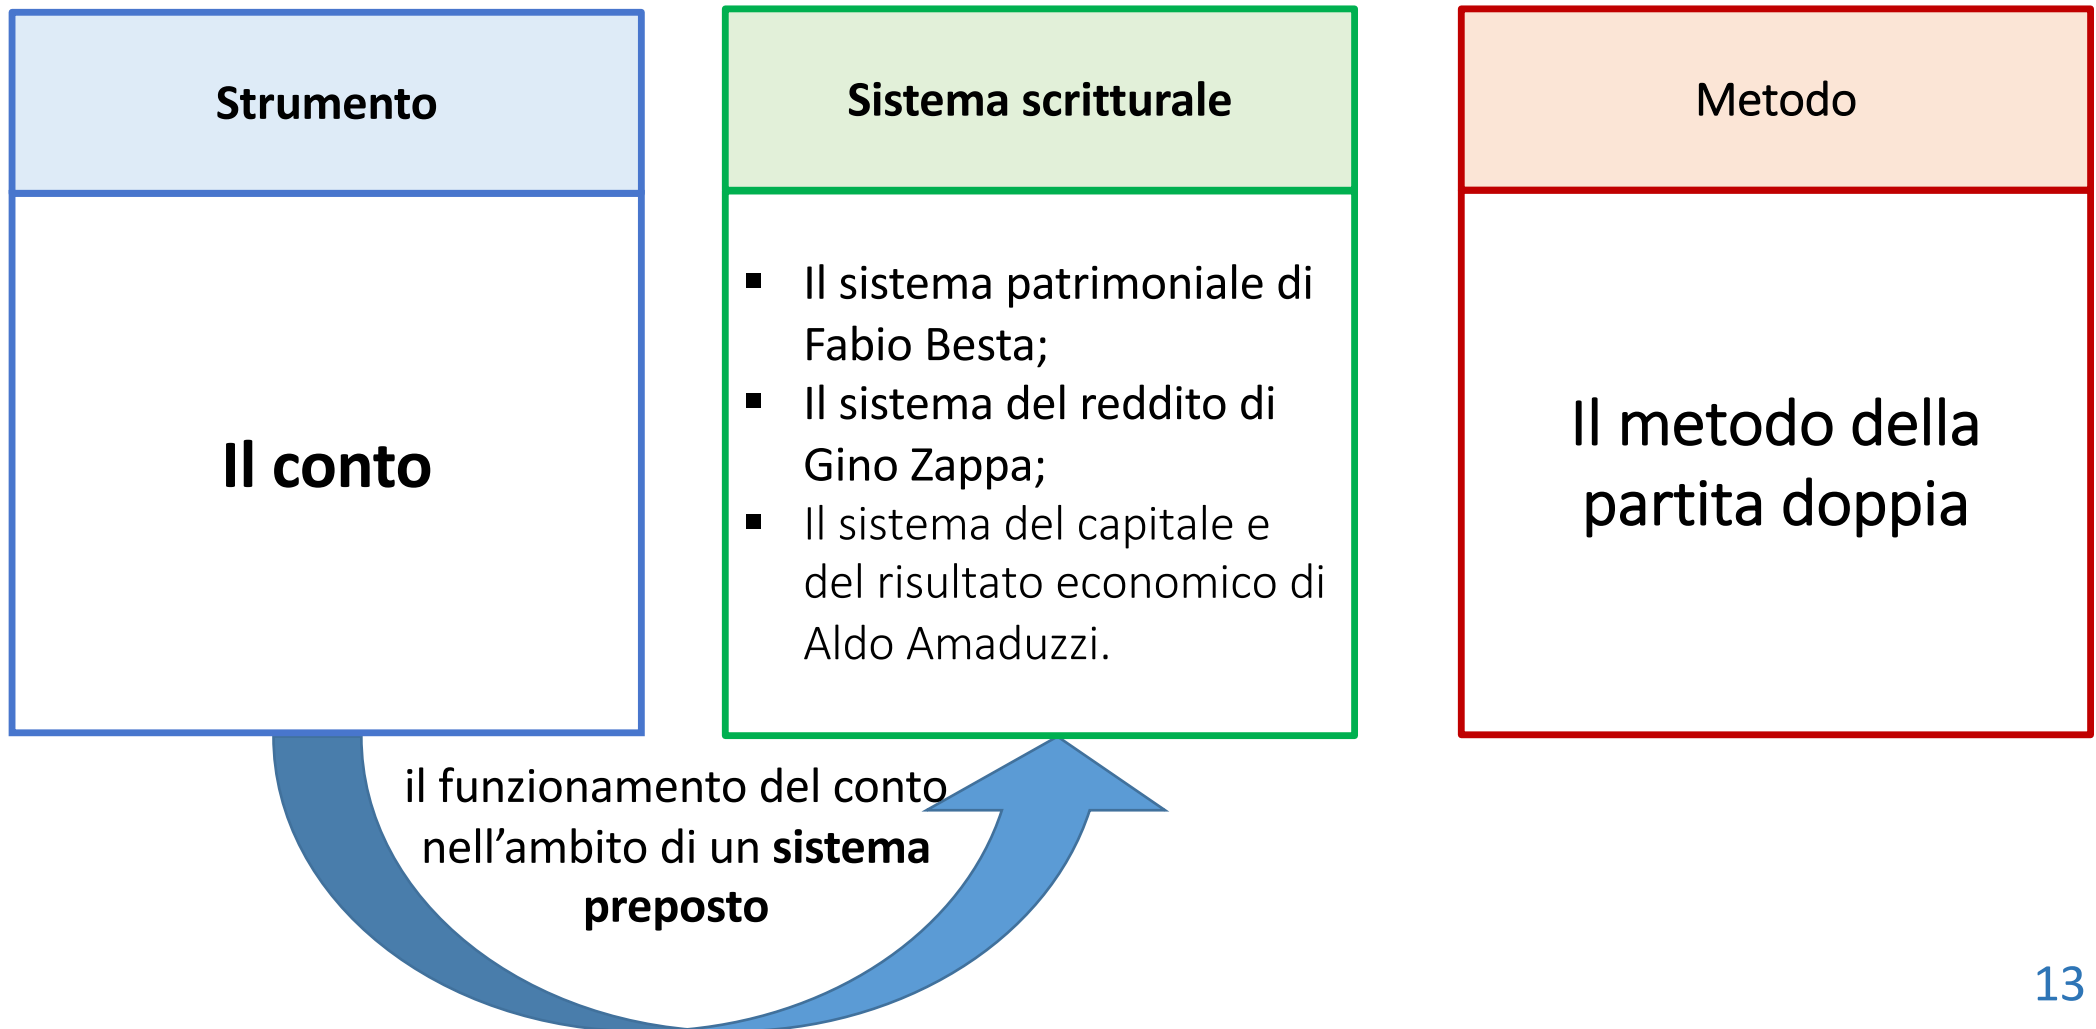 Strumento
Il conto
Sistema scritturale
▪ Il sistema patrimoniale di
Fabio Besta;
▪ Il sistema del reddito di
Gino Zappa;
▪ Il sistema del capitale e
del risultato economico di
Aldo Amaduzzi.
Metodo
Il metodo della
partita doppia
il funzionamento del conto
nell’ambito di un sistema
preposto
13